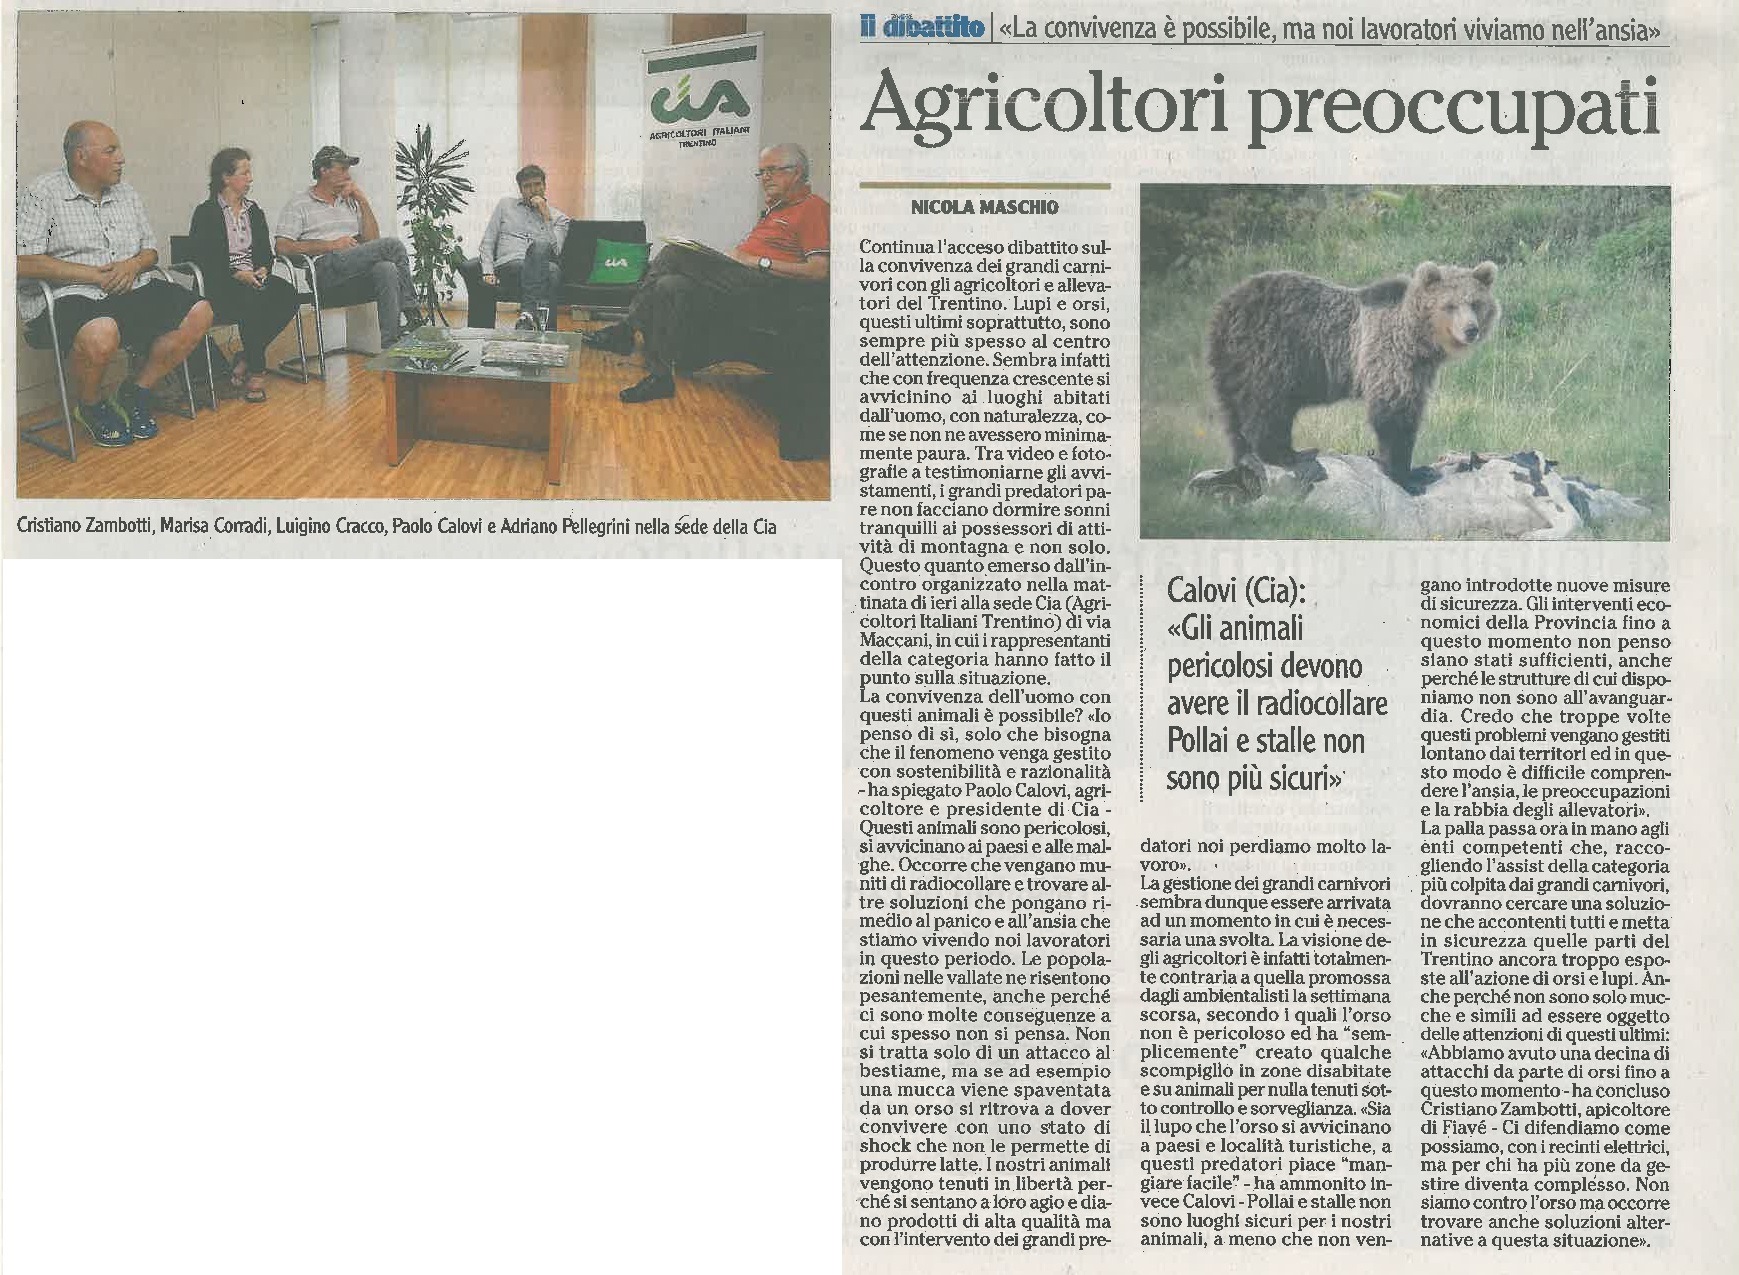 CIA
AGRICOLTORI ITALIANI
TRENTINO
CIA
Cristiano Zambotti, Marisa Corradi, Luigino Cracco, Paolo Calovi e Adriano Pellegrini nella sede della Cia
il dibattito | «La convivenza è possibile, ma noi lavoratori viviamo nell'ansia»
Agricoltori preoccupati
NICOLA MASCHIO
Continua l'acceso dibattito sul-
la convivenza dei grandi carni-
vori con gli agricoltori e alleva-
tori del Trentino. Lupi e orsi,
questi ultimi soprattutto, sono
sempre più spesso al centro
dell'attenzione. Sembra infatti
che con frequenza crescente si
avvicinino ai luoghi abitati
dall'uomo, con naturalezza, co-
me se non ne avessero minima-
mente paura. Tra video e foto-
grafie a testimoniarne gli avvi-
stamenti, i grandi predatori pa-
re non facciano dormire sonni
tranquilli ai possessori di atti-
vità di montagna e non solo.
Questo quanto emerso dall'in-
contro organizzato nella mat-
tinata di ieri alla sede Cia (Agri-
coltori Italiani Trentino) di via
Maccani, in cui i rappresentanti
della categoria hanno fatto il
punto sulla situazione.
La convivenza dell'uomo con
questi animali è possibile? «Io
penso di sì, solo che bisogna
che il fenomeno venga gestito
con sostenibilità e razionalità
- ha spiegato Paolo Calovi, agri-
coltore e presidente di Cia -
Questi animali sono pericolosi,
si avvicinano ai paesi e alle mal-
ghe. Occorre che vengano mu-
niti di radiocollare e trovare al-
tre soluzioni che pongano ri-
medio al panico e all'ansia che
stiamo vivendo noi lavoratori
in questo periodo. Le popola-
zioni nelle vallate ne risentono
pesantemente, anche perché
ci sono molte conseguenze a
cui spesso non si pensa. Non
si tratta solo di un attacco al
bestiame, ma se ad esempio
una mucca viene spaventata
da un orso si ritrova a dover
convivere con uno stato di
shock che non le permette di
produrre latte. I nostri animali
vengono tenuti in libertà per-
ché si sentano a loro agio e dia-
no prodotti di alta qualità ma
con l'intervento dei grandi pre-
Calovi (Cia):
«Gli animali
pericolosi devono
avere il radiocollare
Pollai e stalle non
sono più sicuri»
datori noi perdiamo molto la-
voro».
La gestione dei grandi carnivori
sembra dunque essere arrivata
ad un momento in cui è neces-
saria una svolta. La visione de-
gli agricoltori è infatti totalmen-
te contraria a quella promossa
dagli ambientalisti la settimana
scorsa, secondo i quali l'orso
non è pericoloso ed ha "sem-
plicemente" creato qualche
scompiglio in zone disabitate
e su animali per nulla tenuti sot-
to controllo e sorveglianza. «Sia
il lupo che l'orso si avvicinano
a paesi e località turistiche, a
questi predatori piace "man-
giare facile" - ha ammonito in-
vece Calovi - Pollai e stalle non
sono luoghi sicuri per i nostri
animali, a meno che non ven-
gano introdotte nuove misure
di sicurezza. Gli interventi eco-
nomici della Provincia fino a
questo momento non penso
siano stati sufficienti, anche
perché le strutture di cui dispo-
niamo non sono all'avanguar-
dia. Credo che troppe volte
questi problemi vengano gestiti
lontano dai territori ed in que-
sto modo è difficile compren-
dere l'ansia, le preoccupazioni
e la rabbia degli allevatori».
La palla passa ora in mano agli
enti competenti che, racco-
gliendo l'assist della categoria
più colpita dai grandi carnivori,
dovranno cercare una soluzio-
ne che accontenti tutti e metta
in sicurezza quelle parti del
Trentino ancora troppo espo-
ste all'azione di orsi e lupi. An-
che perché non sono solo muc-
che e simili ad essere oggetto
delle attenzioni di questi ultimi:
«Abbiamo avuto una decina di
attacchi da parte di orsi fino a
questo momento - ha concluso
Cristiano Zambotti, apicoltore
di Fiavé - Ci difendiamo come
possiamo, con i recinti elettrici,
ma per chi ha più zone da ge-
stire diventa complesso. Non
siamo contro l'orso ma occorre
trovare anche soluzioni alter-
native a questa situazione».